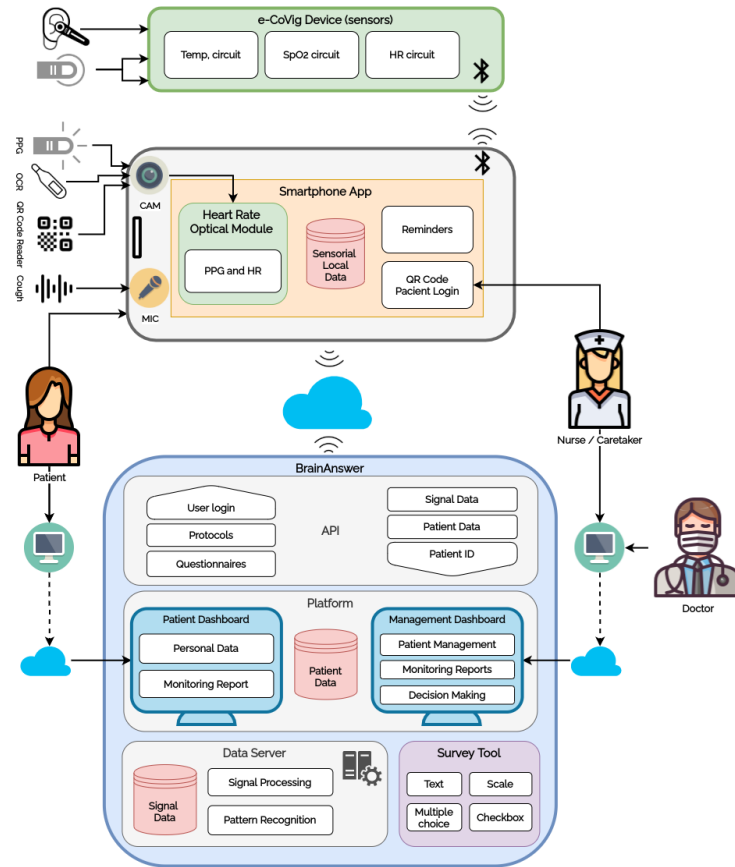 e-CoVig Device (sensors)
Temp, circuit
SpO2 circuit
HR circuit
PPG
OCR
QR Code Reader
Cough
CAM
MIC
Smartphone App
Heart Rate
Optical Module
PPG and HR
Sensorial
Local
Data
Reminders
QR Code
Pacient Login
Patient
Nurse / Caretaker
Doctor
BrainAnswer
API
User login
Protocols
Questionnaires
Signal Data
Patient Data
Patient ID
Platform
Patient Dashboard
Personal Data
Monitoring Report
Patient
Data
Management Dashboard
Patient Management
Monitoring Reports
Decision Making
Data Server
Signal
Data
Signal Processing
Pattern Recognition
Survey Tool
Text
Scale
Multiple
choice
Checkbox